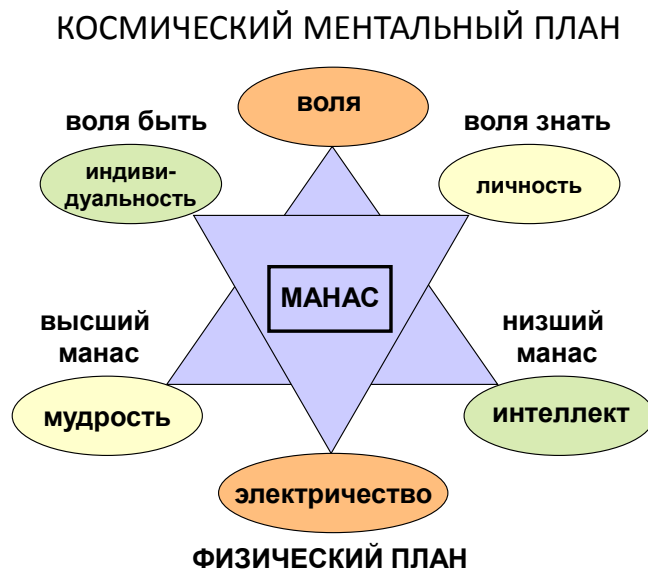 КОСМИЧЕСКИЙ МЕНТАЛЬНЫЙ ПЛАН
воля
воля быть
воля знать
индиви-
дуальность
личность
МАНАС
высший
манас
низший
манас
мудрость
интеллект
электричество
ФИЗИЧЕСКИЙ ПЛАН